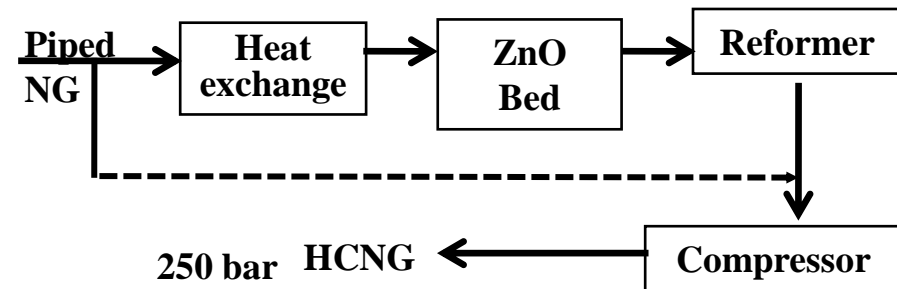 Piped
NG
Heat
exchange
ZnO
Bed
Reformer
250 bar HCNG
Compressor